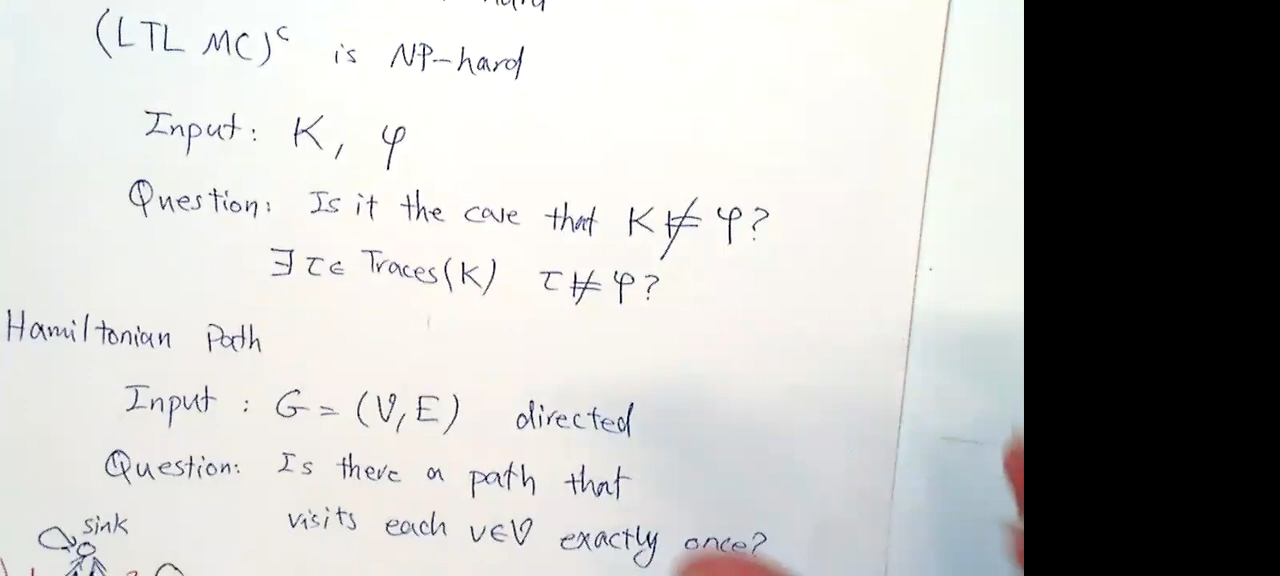 (LTL MC)ᶜ is NP-hard
Input: K, φ
Question: Is it the case that K ⊭ φ?
∃ τ ∈ Traces(K) τ ⊭ φ?
Hamiltonian Path
Input : G = (V, E) directed
Question: Is there a path that
visits each v∈V exactly once?
sink